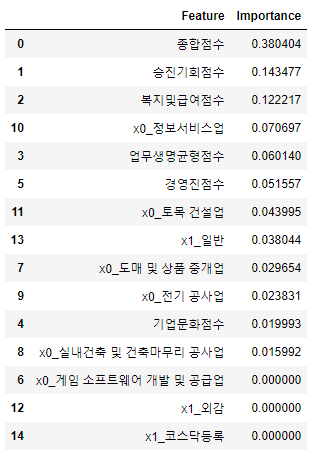 Feature Importance
0 종합점수 0.380404
1 승진기회점수 0.143477
2 복지및급여점수 0.122217
10 x0_정보서비스업 0.070697
3 업무생명균형점수 0.060140
5 경영진점수 0.051557
11 x0_토목 건설업 0.043995
13 x1_일반 0.038044
7 x0_도매 및 상품 중개업 0.029654
9 x0_전기 공사업 0.023831
4 기업문화점수 0.019993
8 x0_실내건축 및 건축마무리 공사업 0.015992
6 x0_게임 소프트웨어 개발 및 공급업 0.000000
12 x1_외감 0.000000
14 x1_코스닥등록 0.000000